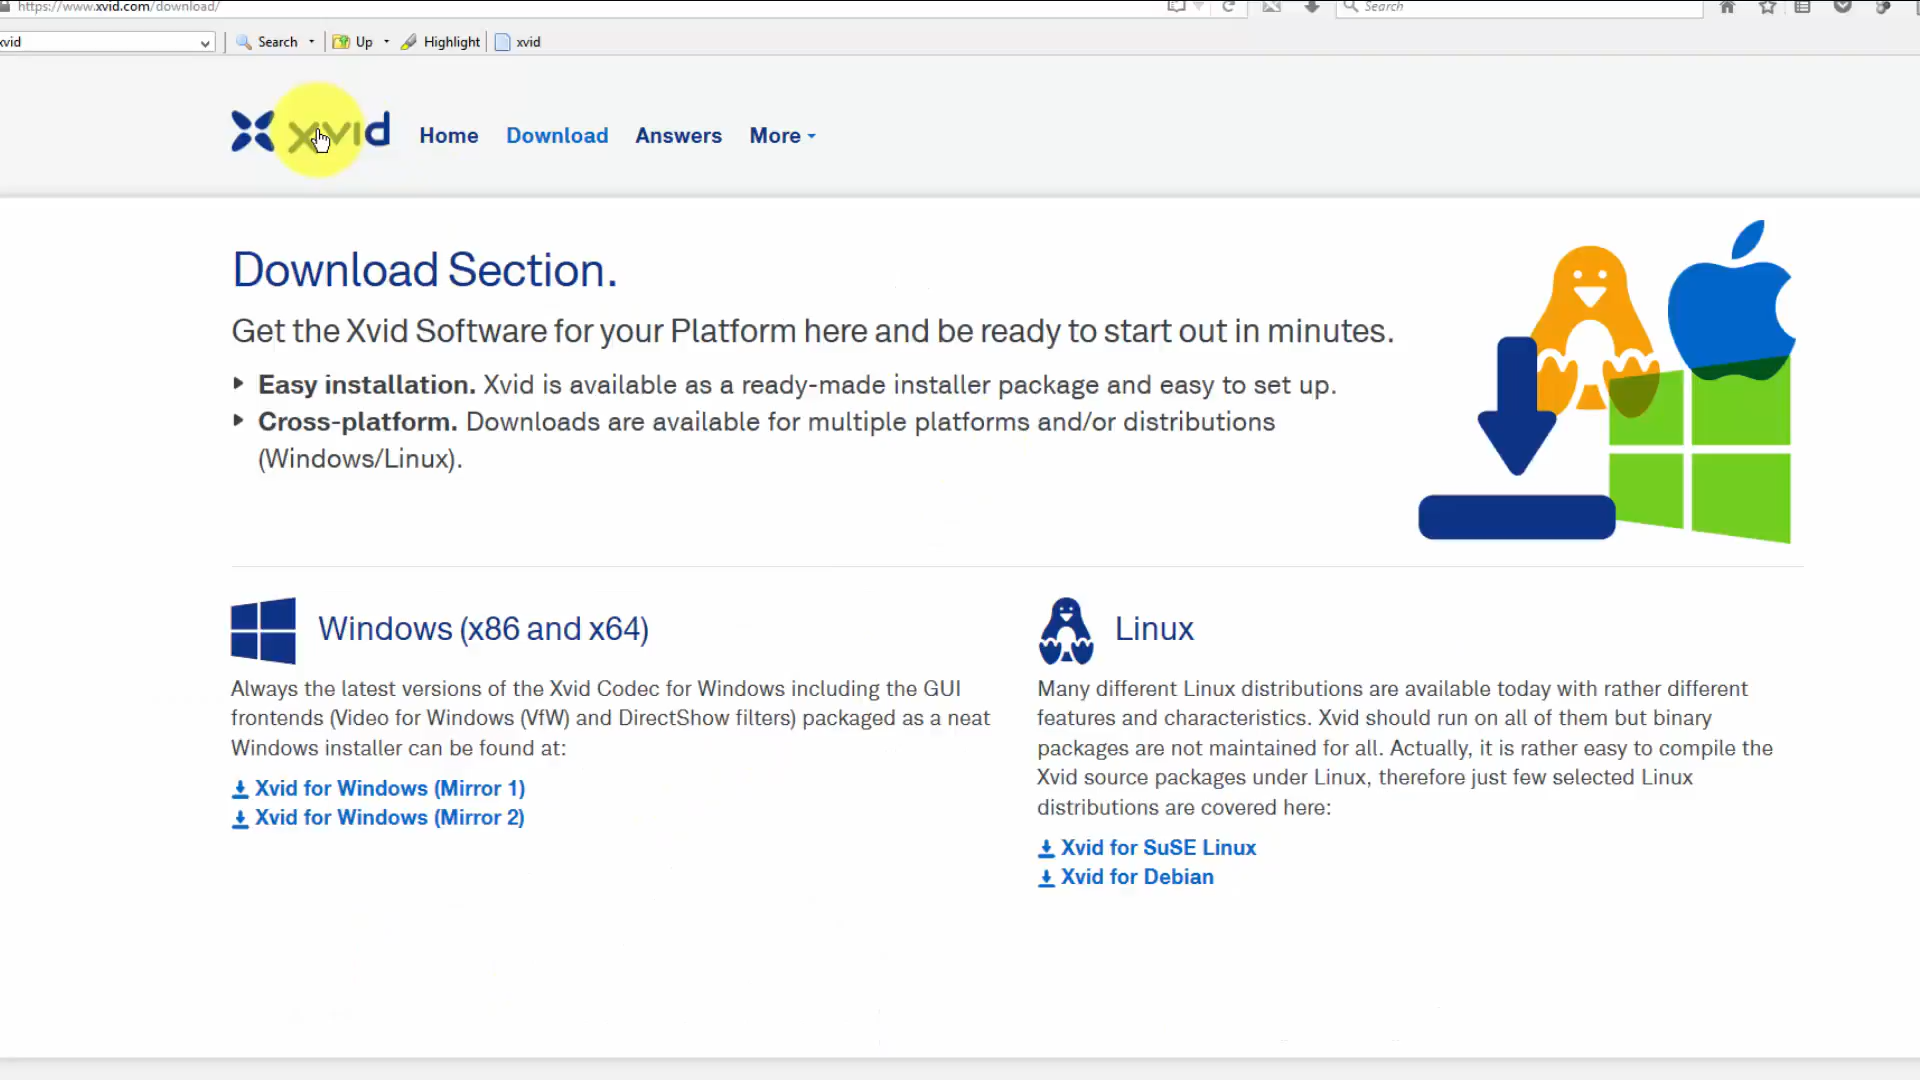 https://www.xvid.com/download/
Search
xvid
Search
Up
Highlight
xvid
xvid
Home
Download
Answers
More
Download Section.
Get the Xvid Software for your Platform here and be ready to start out in minutes.
Easy installation. Xvid is available as a ready-made installer package and easy to set up.
Cross-platform. Downloads are available for multiple platforms and/or distributions
(Windows/Linux).
Windows (x86 and x64)
Always the latest versions of the Xvid Codec for Windows including the GUI
frontends (Video for Windows (VfW) and DirectShow filters) packaged as a neat
Windows installer can be found at:
Xvid for Windows (Mirror 1)
Xvid for Windows (Mirror 2)
Linux
Many different Linux distributions are available today with rather different
features and characteristics. Xvid should run on all of them but binary
packages are not maintained for all. Actually, it is rather easy to compile the
Xvid source packages under Linux, therefore just few selected Linux
distributions are covered here:
Xvid for SuSE Linux
Xvid for Debian